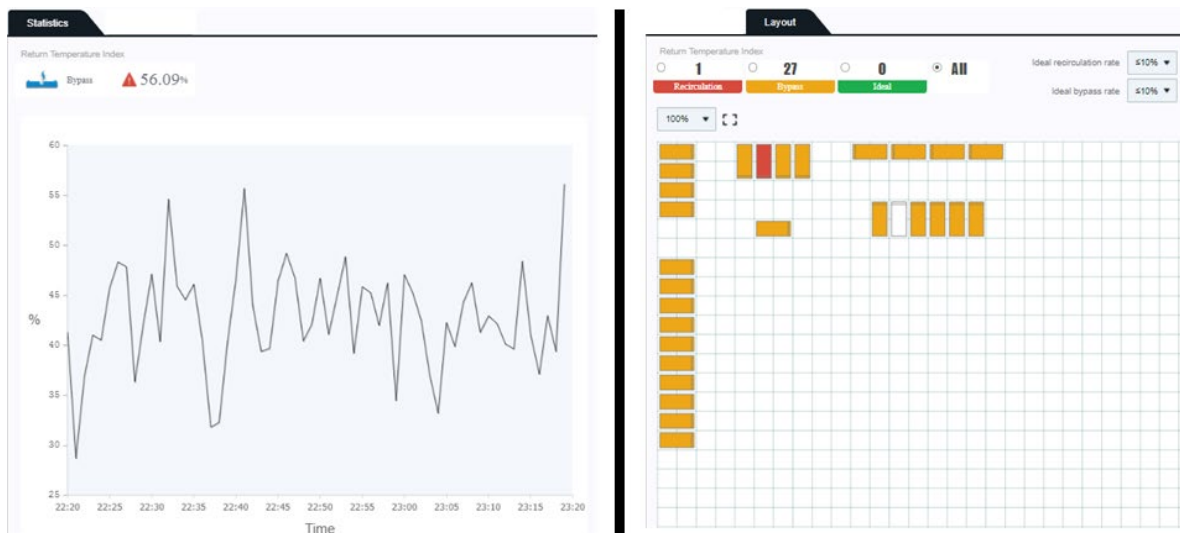 Statistics
Return Temperature Index
Bypass 56.09%
60
55
50
45
%
40
35
30
25
22:20 22:25 22:30 22:35 22:40 22:45 22:50 22:55 23:00 23:05 23:10 23:15 23:20
Time
Layout
Return Temperature Index
1 27 0 All
Recirculation Bypass Ideal
Ideal recirculation rate ≤10%
Ideal bypass rate ≤10%
100%